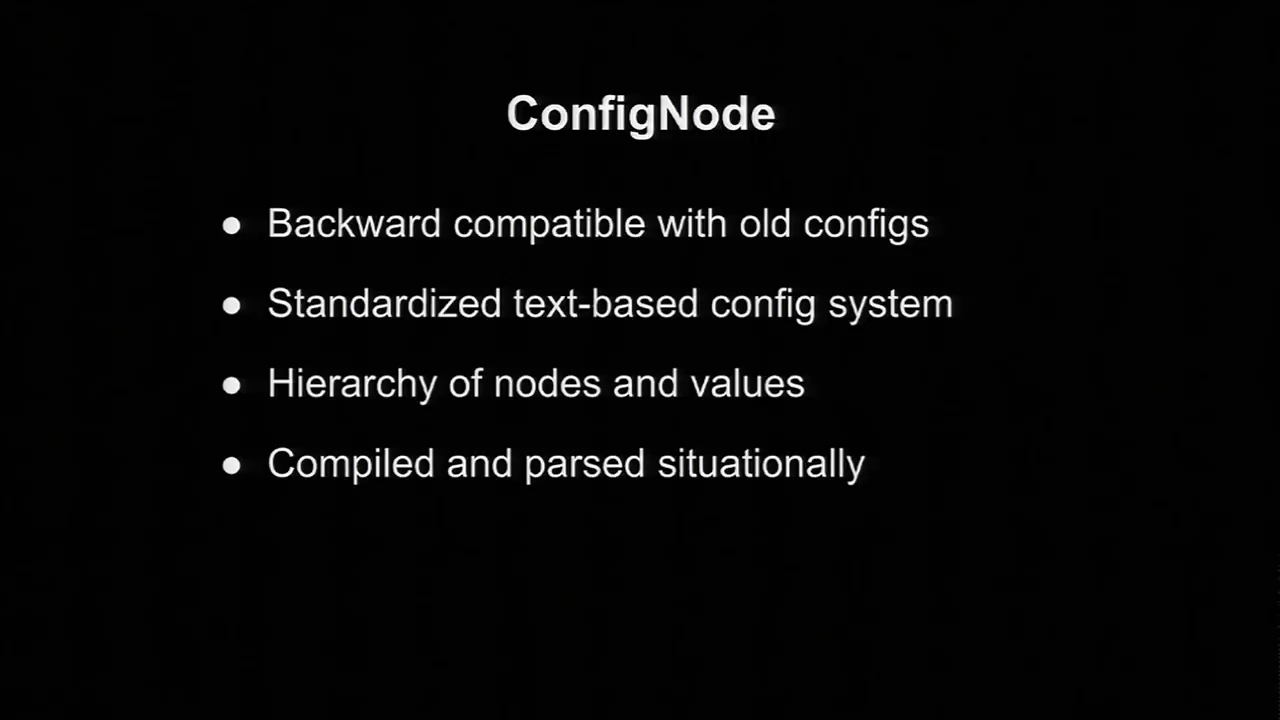 ConfigNode
● Backward compatible with old configs
● Standardized text-based config system
● Hierarchy of nodes and values
● Compiled and parsed situationally